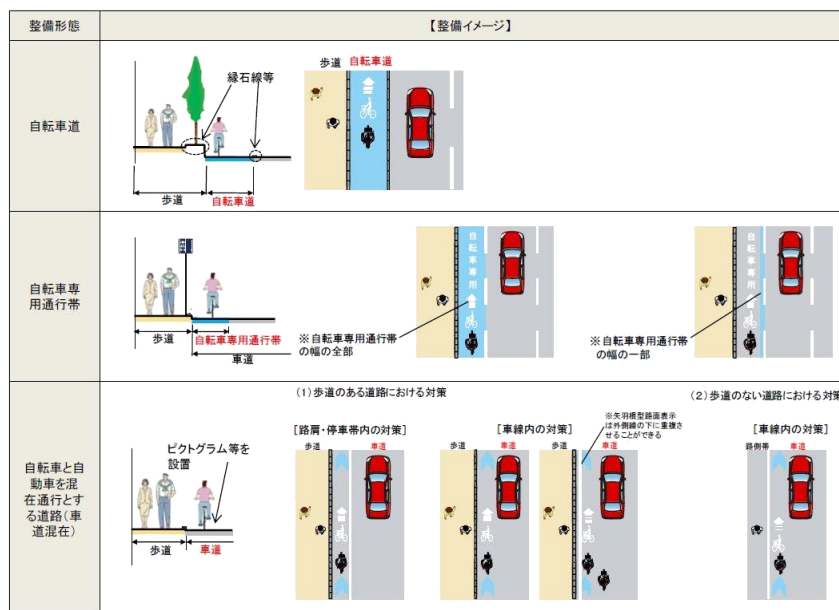 整備形態
【整備イメージ】
自転車道
縁石線等
歩道
自転車道
歩道 自転車道
自転車専
用通行帯
歩道
自転車専用通行帯
車道
※自転車専用通行帯
の幅の全部
自転車専用
※自転車専用通行帯
の幅の一部
自転車専用
自転車と自
動車を混
在通行とす
る道路(車
道混在)
ピクトグラム等を
設置
歩道
車道
(1)歩道のある道路における対策
[路肩・停車帯内の対策]
歩道 車道
[車線内の対策]
歩道 車道
歩道 車道
※矢羽根型路面表示
は外側線の下に重複さ
せることができる
(2)歩道のない道路における対策
[車線内の対策]
路側帯 車道